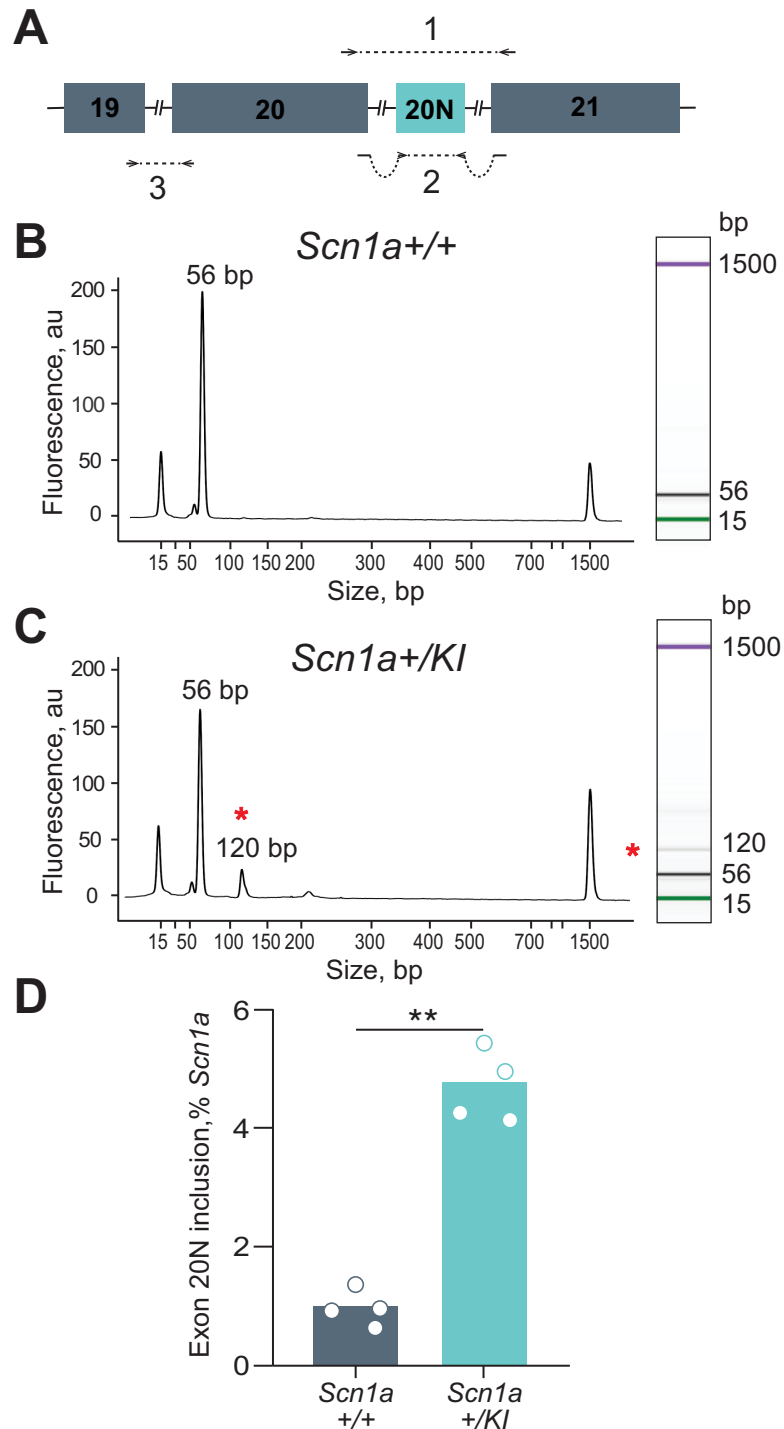 A
1
19
20
20N
21
3
2
B
Scn1a+/+
bp
56 bp
1500
200
150
100
50
0
Fluorescence, au
56
15
15 50 100 150 200 300 400 500 700 1500
Size, bp
C
Scn1a+/KI
bp
1500
56 bp
200
150
100
50
0
Fluorescence, au
*
120 bp
*
120
56
15
15 50 100 150 200 300 400 500 700 1500
Size, bp
D
6
4
2
0
Exon 20N inclusion,% Scn1a
**
Scn1a
+/+
Scn1a
+/KI